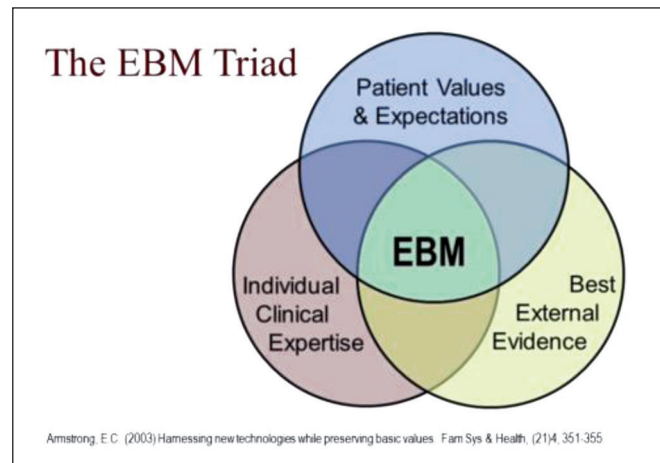 The EBM Triad
Patient Values
& Expectations
EBM
Individual
Clinical
Expertise
Best
External
Evidence
Armstrong, E.C. (2003) Harnessing new technologies while preserving basic values. Fam Sys & Health, (21)4, 351-355